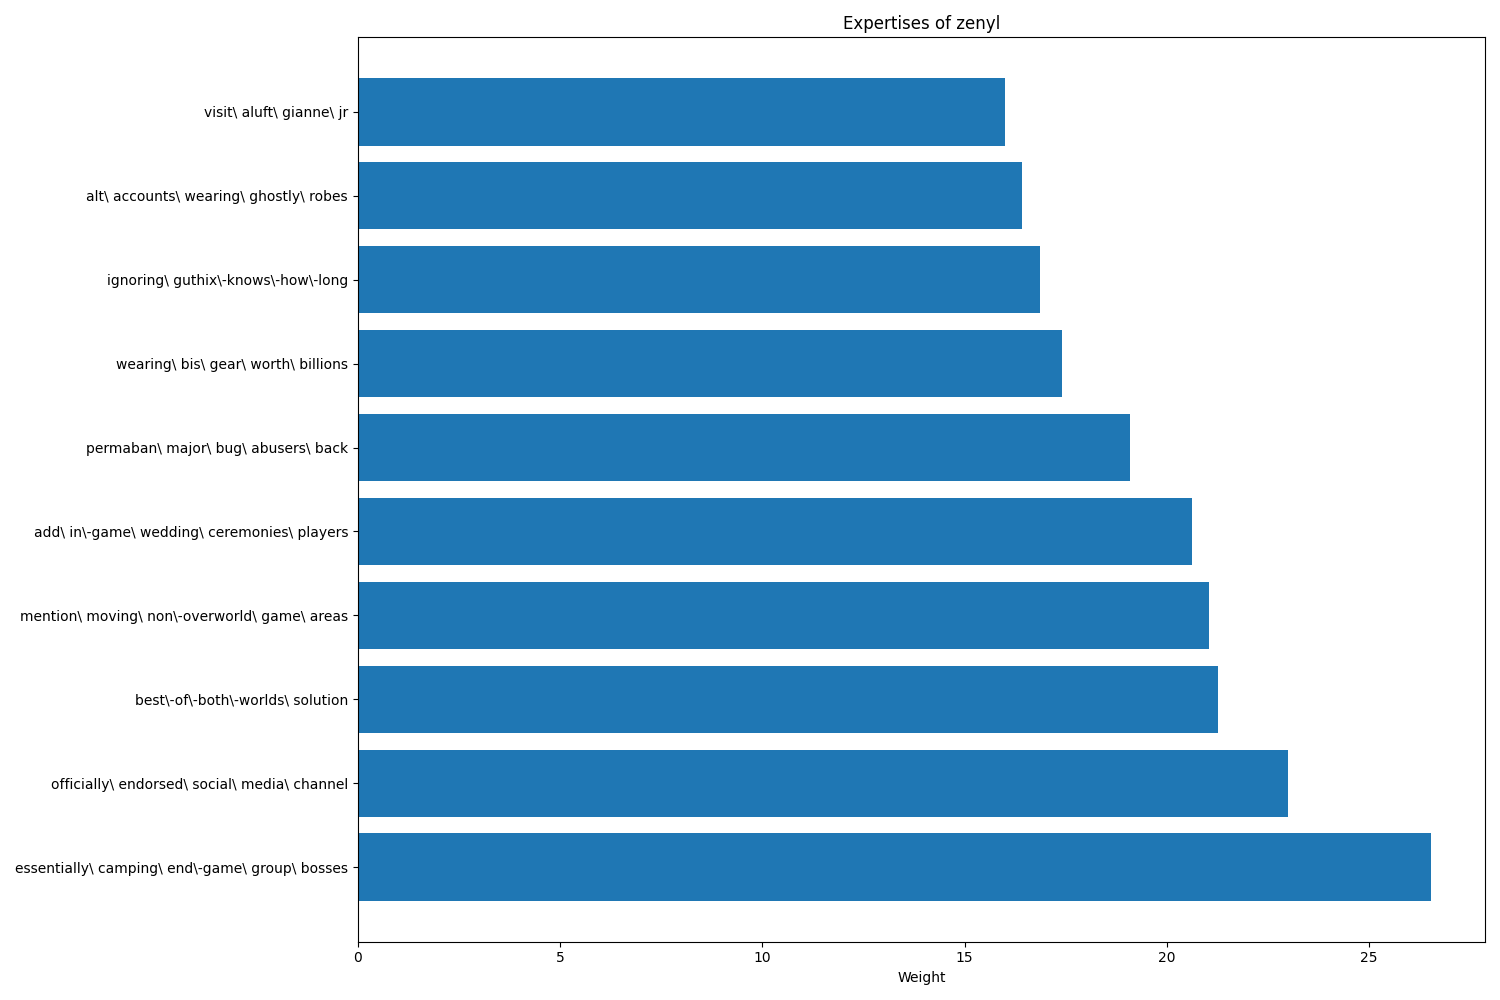 Expertises of zenyl
visit\ aluft\ gianne\ jr
alt\ accounts\ wearing\ ghostly\ robes
ignoring\ guthix\-knows\-how\-long
wearing\ bis\ gear\ worth\ billions
permaban\ major\ bug\ abusers\ back
add\ in\-game\ wedding\ ceremonies\ players
mention\ moving\ non\-overworld\ game\ areas
best\-of\-both\-worlds\ solution
officially\ endorsed\ social\ media\ channel
essentially\ camping\ end\-game\ group\ bosses
0 5 10 15 20 25
Weight